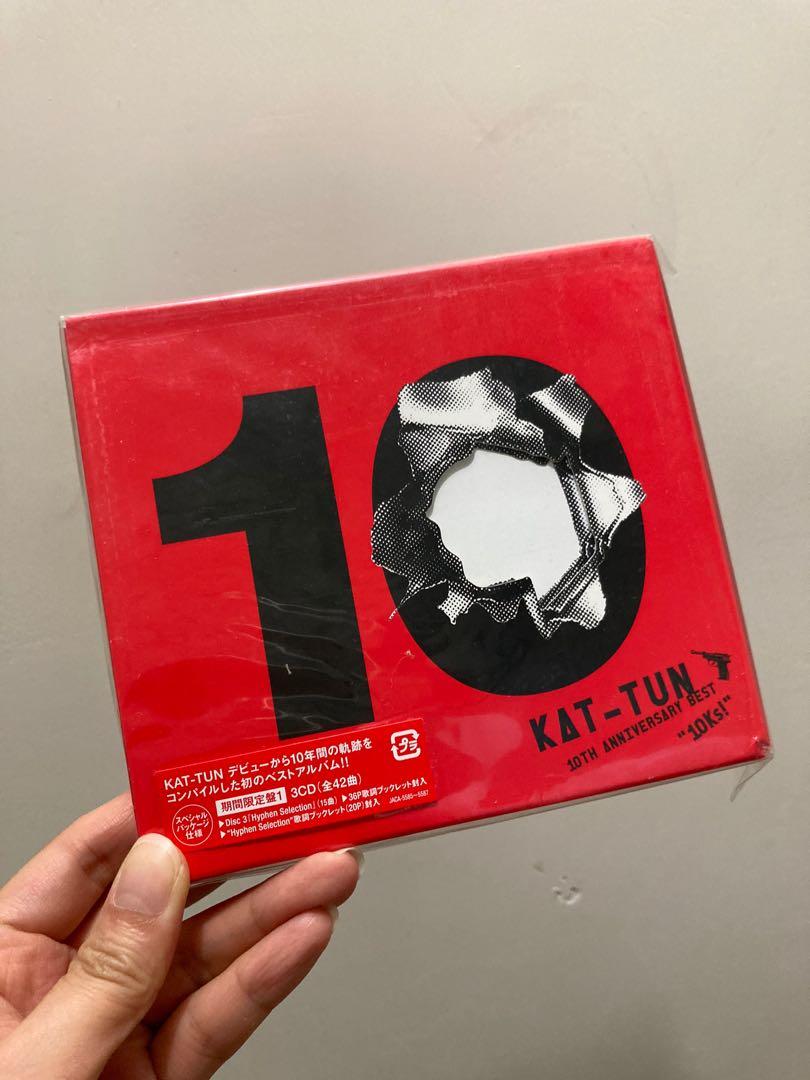 10
KAT-TUN
10TH ANNIVERSARY BEST
"10Ks!"
KAT-TUN デビューから10年間の軌跡を
コンパイルした初のベストアルバム!!
プラ
スペシャル
パッケージ
仕様
期間限定盤1 3CD(全42曲)
▶Disc 3「Hyphen Selection」(15曲) ▶36P歌詞ブックレット封入
▶"Hyphen Selection"歌詞ブックレット(20P)封入 JACA-5585〜5587